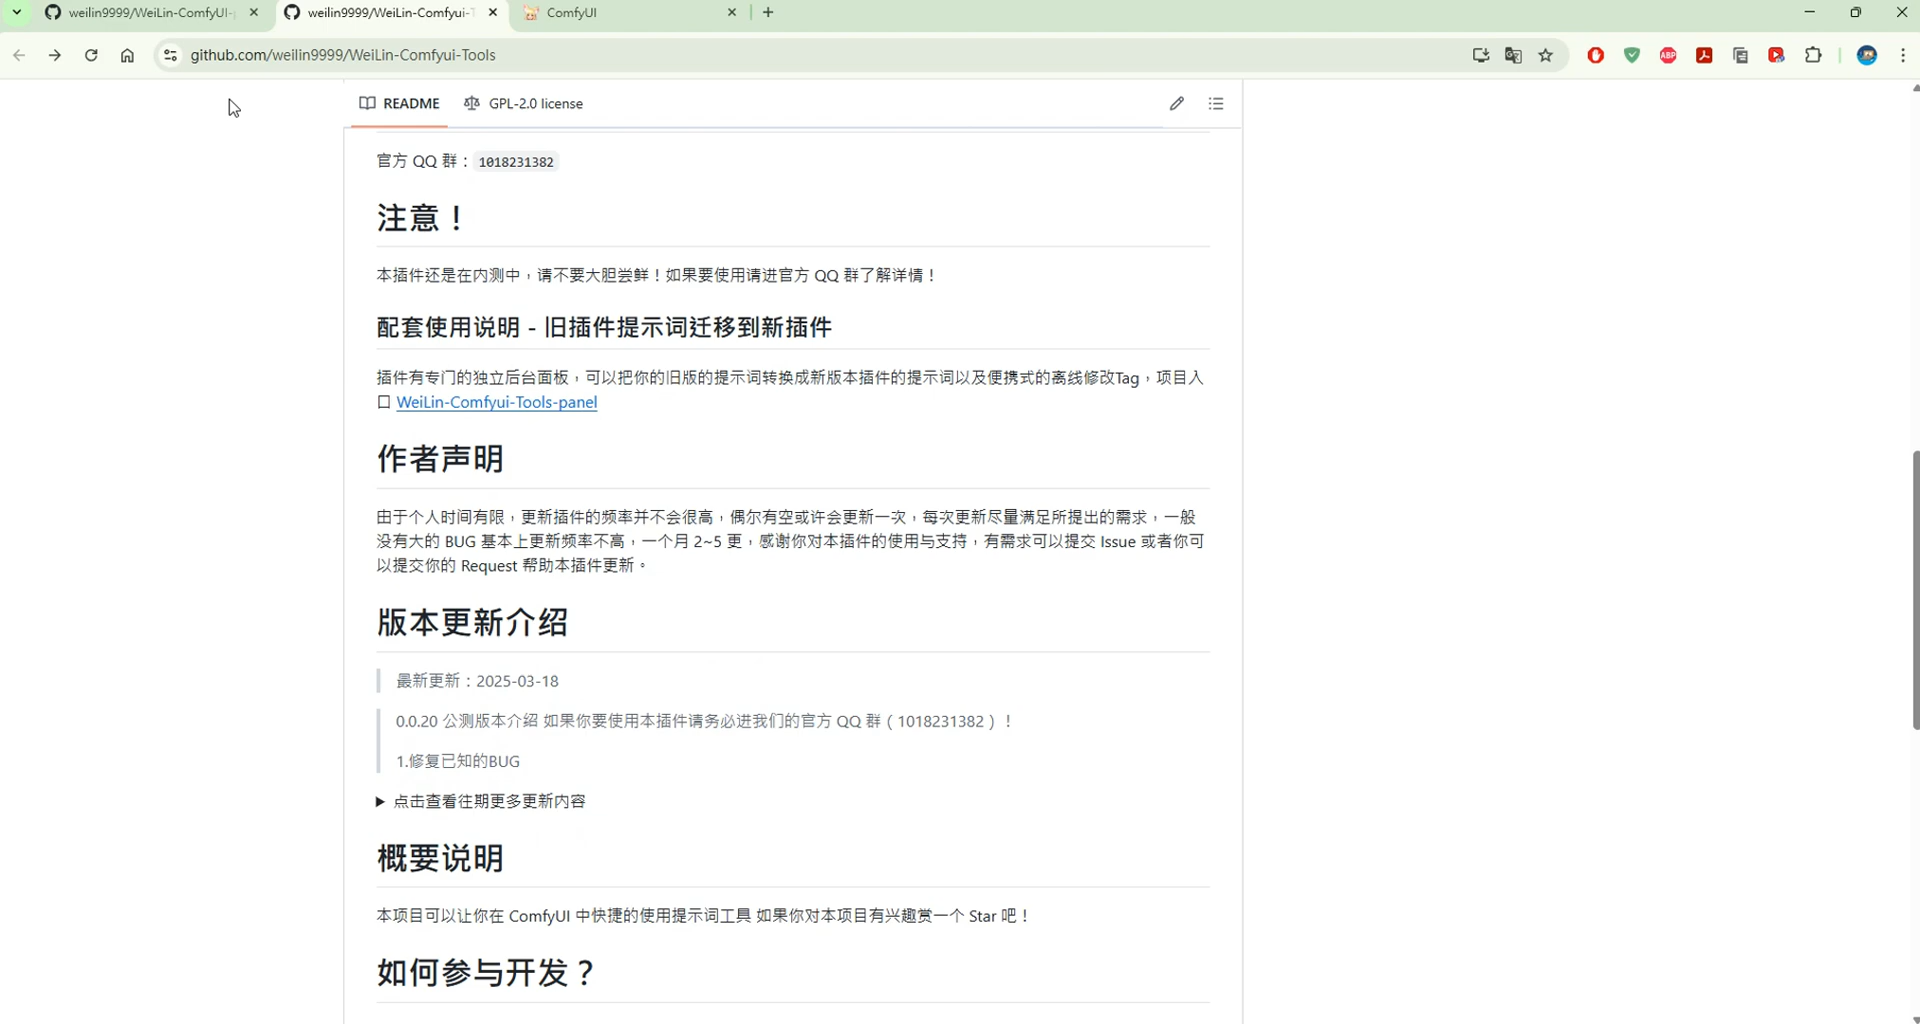 weilin9999/WeiLin-ComfyUI-
weilin9999/WeiLin-Comfyui-T
ComfyUI
github.com/weilin9999/WeiLin-Comfyui-Tools
ABP
README
GPL-2.0 license
官方 QQ 群：1018231382
注意！
本插件还是在内测中，请不要大胆尝鲜！如果要使用请进官方 QQ 群了解详情！
配套使用说明 - 旧插件提示词迁移到新插件
插件有专门的独立后台面板，可以把你的旧版的提示词转换成新版本插件的提示词以及便携式的离线修改Tag，项目入
口 WeiLin-Comfyui-Tools-panel
作者声明
由于个人时间有限，更新插件的频率并不会很高，偶尔有空或许会更新一次，每次更新尽量满足所提出的需求，一般
没有大的 BUG 基本上更新频率不高，一个月 2~5 更，感谢你对本插件的使用与支持，有需求可以提交 Issue 或者你可
以提交你的 Request 帮助本插件更新。
版本更新介绍
最新更新：2025-03-18
0.0.20 公测版本介绍 如果你要使用本插件请务必进我们的官方 QQ 群（1018231382）！
1.修复已知的BUG
点击查看往期更多更新内容
概要说明
本项目可以让你在 ComfyUI 中快捷的使用提示词工具 如果你对本项目有兴趣赏一个 Star 吧！
如何参与开发？